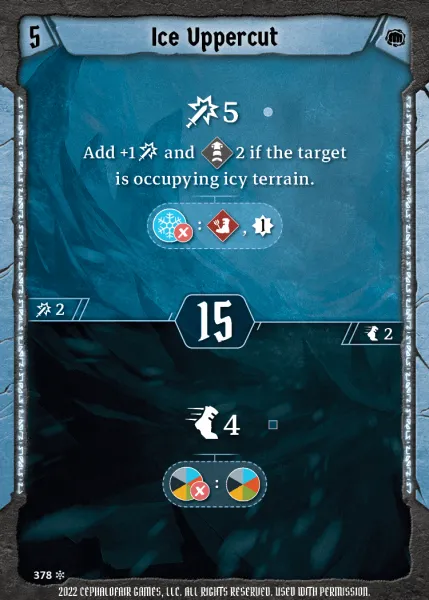 5
Ice Uppercut
5
Add +1 and 2 if the target
is occupying icy terrain.
: , 1
2
15
2
4
:
378
2022 CEPHALOFAIR GAMES, LLC. ALL RIGHTS RESERVED. USED WITH PERMISSION.